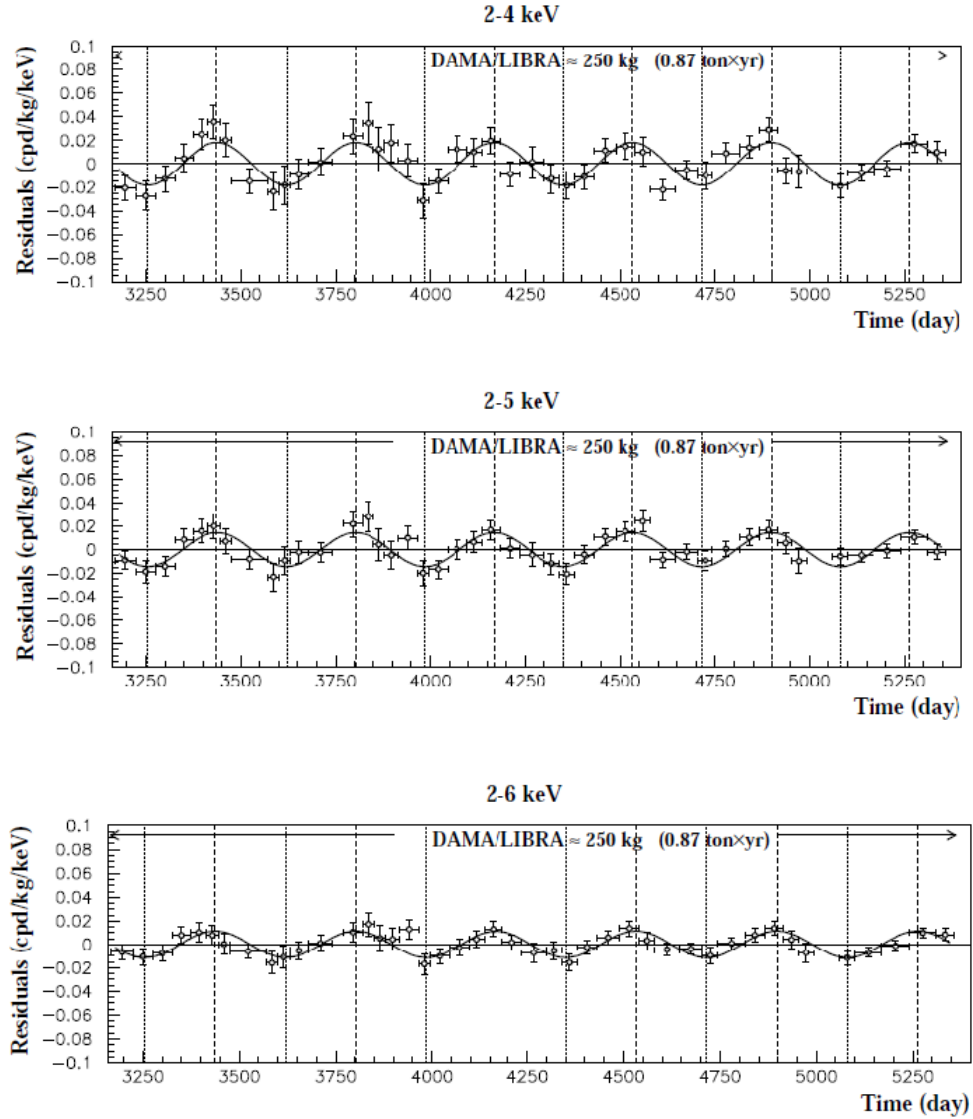 2-4 keV
Residuals (cpd/kg/keV)
0.1
0.08
0.06
0.04
0.02
0
−0.02
−0.04
−0.06
−0.08
−0.1
DAMA/LIBRA ≈ 250 kg (0.87 ton×yr)
3250 3500 3750 4000 4250 4500 4750 5000 5250
Time (day)
2-5 keV
Residuals (cpd/kg/keV)
0.1
0.08
0.06
0.04
0.02
0
−0.02
−0.04
−0.06
−0.08
−0.1
DAMA/LIBRA ≈ 250 kg (0.87 ton×yr)
3250 3500 3750 4000 4250 4500 4750 5000 5250
Time (day)
2-6 keV
Residuals (cpd/kg/keV)
0.1
0.08
0.06
0.04
0.02
0
−0.02
−0.04
−0.06
−0.08
−0.1
DAMA/LIBRA ≈ 250 kg (0.87 ton×yr)
3250 3500 3750 4000 4250 4500 4750 5000 5250
Time (day)